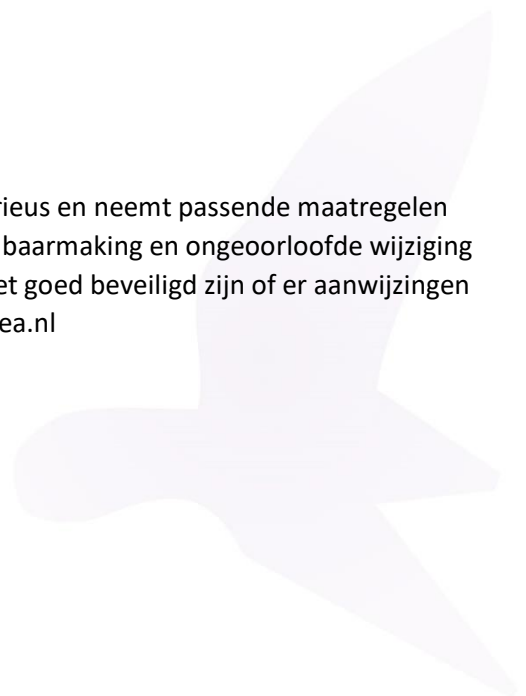 rieus en neemt passende maatregelen
baarmaking en ongeoorloofde wijziging
et goed beveiligd zijn of er aanwijzingen
ea.nl